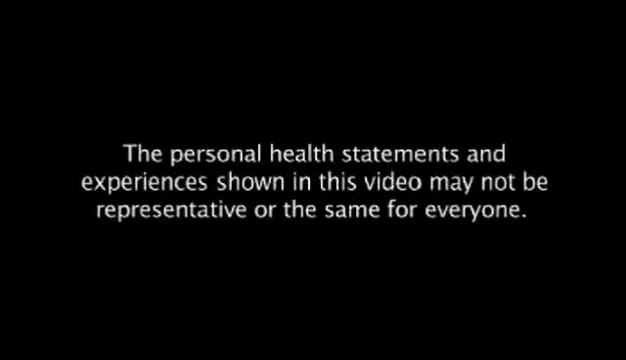 The personal health statements and
experiences shown in this video may not be
representative or the same for everyone.